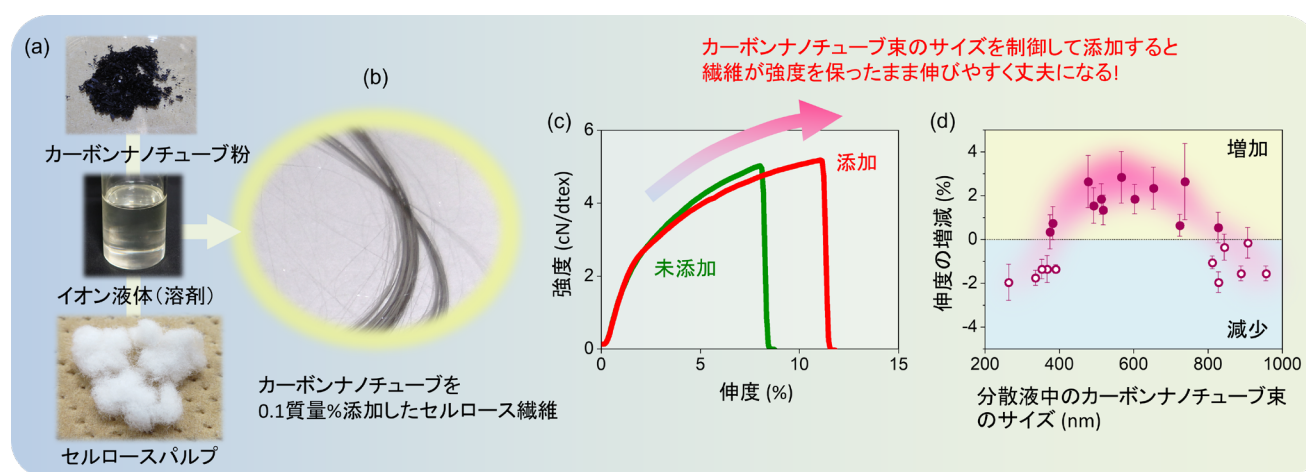 (a)
カーボンナノチューブ粉
イオン液体(溶剤)
セルロースパルプ
(b)
カーボンナノチューブを
0.1質量%添加したセルロース繊維
カーボンナノチューブ束のサイズを制御して添加すると
繊維が強度を保ったまま伸びやすく丈夫になる!
(c)
強度 (cN/dtex)
6
4
2
0
添加
未添加
0 5 10 15
伸度 (%)
(d)
伸度の増減 (%)
4
2
0
-2
-4
増加
減少
200 400 600 800 1000
分散液中のカーボンナノチューブ束
のサイズ (nm)